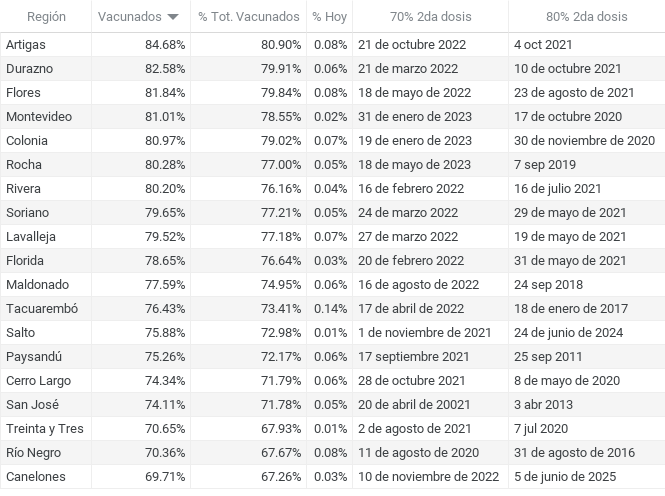 Región Vacunados % Tot. Vacunados % Hoy 70% 2da dosis 80% 2da dosis
Artigas 84.68% 80.90% 0.08% 21 de octubre 2022 4 oct 2021
Durazno 82.58% 79.91% 0.06% 21 de marzo 2022 10 de octubre 2021
Flores 81.84% 79.84% 0.08% 18 de mayo de 2022 23 de agosto de 2021
Montevideo 81.01% 78.55% 0.02% 31 de enero de 2023 17 de octubre 2020
Colonia 80.97% 79.02% 0.07% 19 de enero de 2023 30 de noviembre de 2020
Rocha 80.28% 77.00% 0.05% 18 de mayo de 2023 7 sep 2019
Rivera 80.20% 76.16% 0.04% 16 de febrero 2022 16 de julio 2021
Soriano 79.65% 77.21% 0.05% 24 de marzo 2022 29 de mayo de 2021
Lavalleja 79.52% 77.18% 0.07% 27 de marzo 2022 19 de mayo de 2021
Florida 78.65% 76.64% 0.03% 20 de febrero 2022 31 de mayo de 2021
Maldonado 77.59% 74.95% 0.06% 16 de agosto de 2022 24 sep 2018
Tacuarembó 76.43% 73.41% 0.14% 17 de abril de 2022 18 de enero de 2017
Salto 75.88% 72.98% 0.01% 1 de noviembre de 2021 24 de junio de 2024
Paysandú 75.26% 72.17% 0.06% 17 septiembre 2021 25 sep 2011
Cerro Largo 74.34% 71.79% 0.06% 28 de octubre 2021 8 de mayo de 2020
San José 74.11% 71.78% 0.05% 20 de abril de 20021 3 abr 2013
Treinta y Tres 70.65% 67.93% 0.01% 2 de agosto de 2021 7 jul 2020
Río Negro 70.36% 67.67% 0.08% 11 de agosto de 2020 31 de agosto de 2016
Canelones 69.71% 67.26% 0.03% 10 de noviembre de 2022 5 de junio de 2025